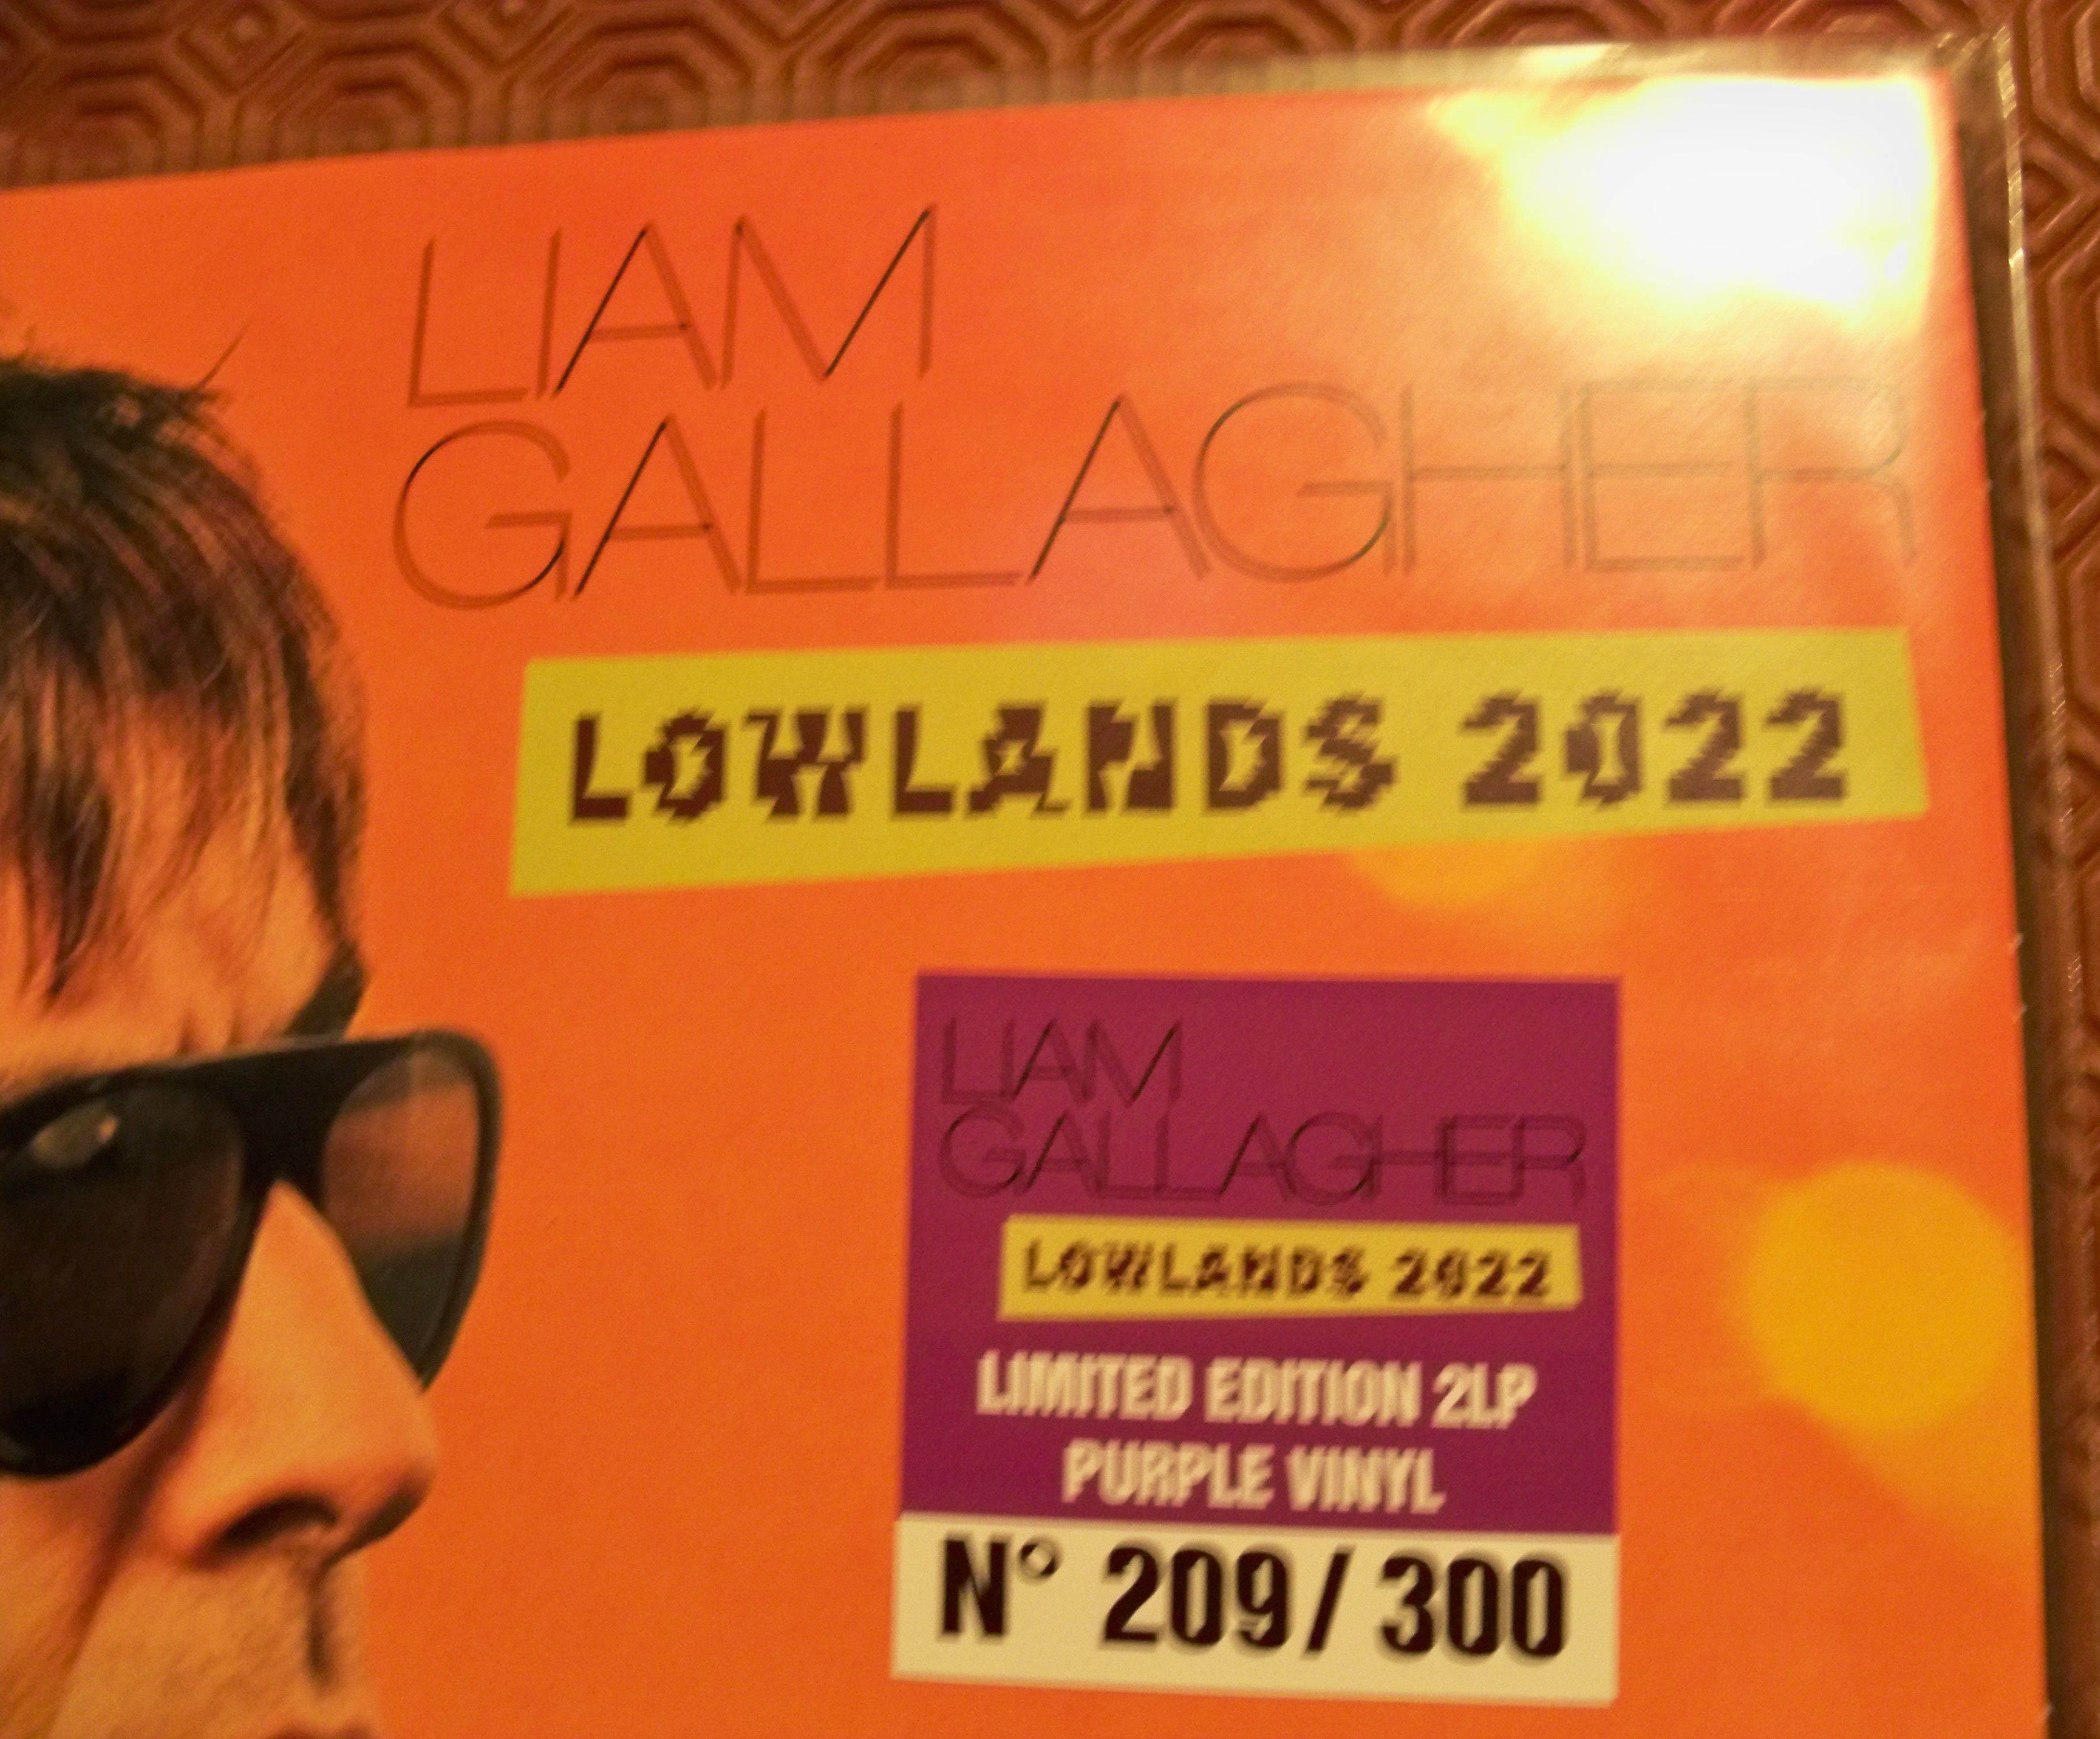 LIAM
GALLAGHER
LOWLANDS 2022
LIAM
GALLAGHER
LOWLANDS 2022
LIMITED EDITION 2LP
PURPLE VINYL
N° 209/300